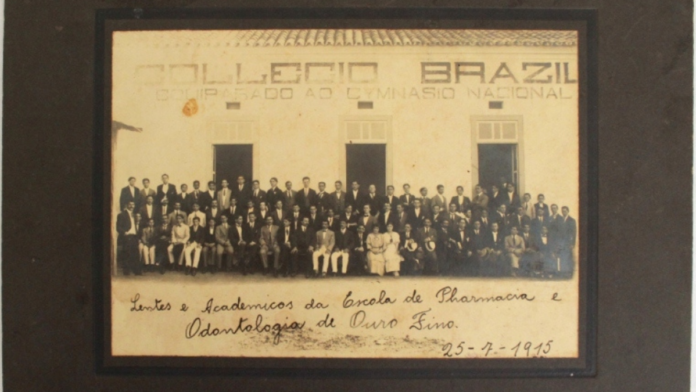 COLLEGIO BRAZIL
EQUIPARADO AO GYMNASIO NACIONAL
Lentes e Academicos da Escola de Pharmacia e
Odontologia de Ouro Fino.
25-7-1915